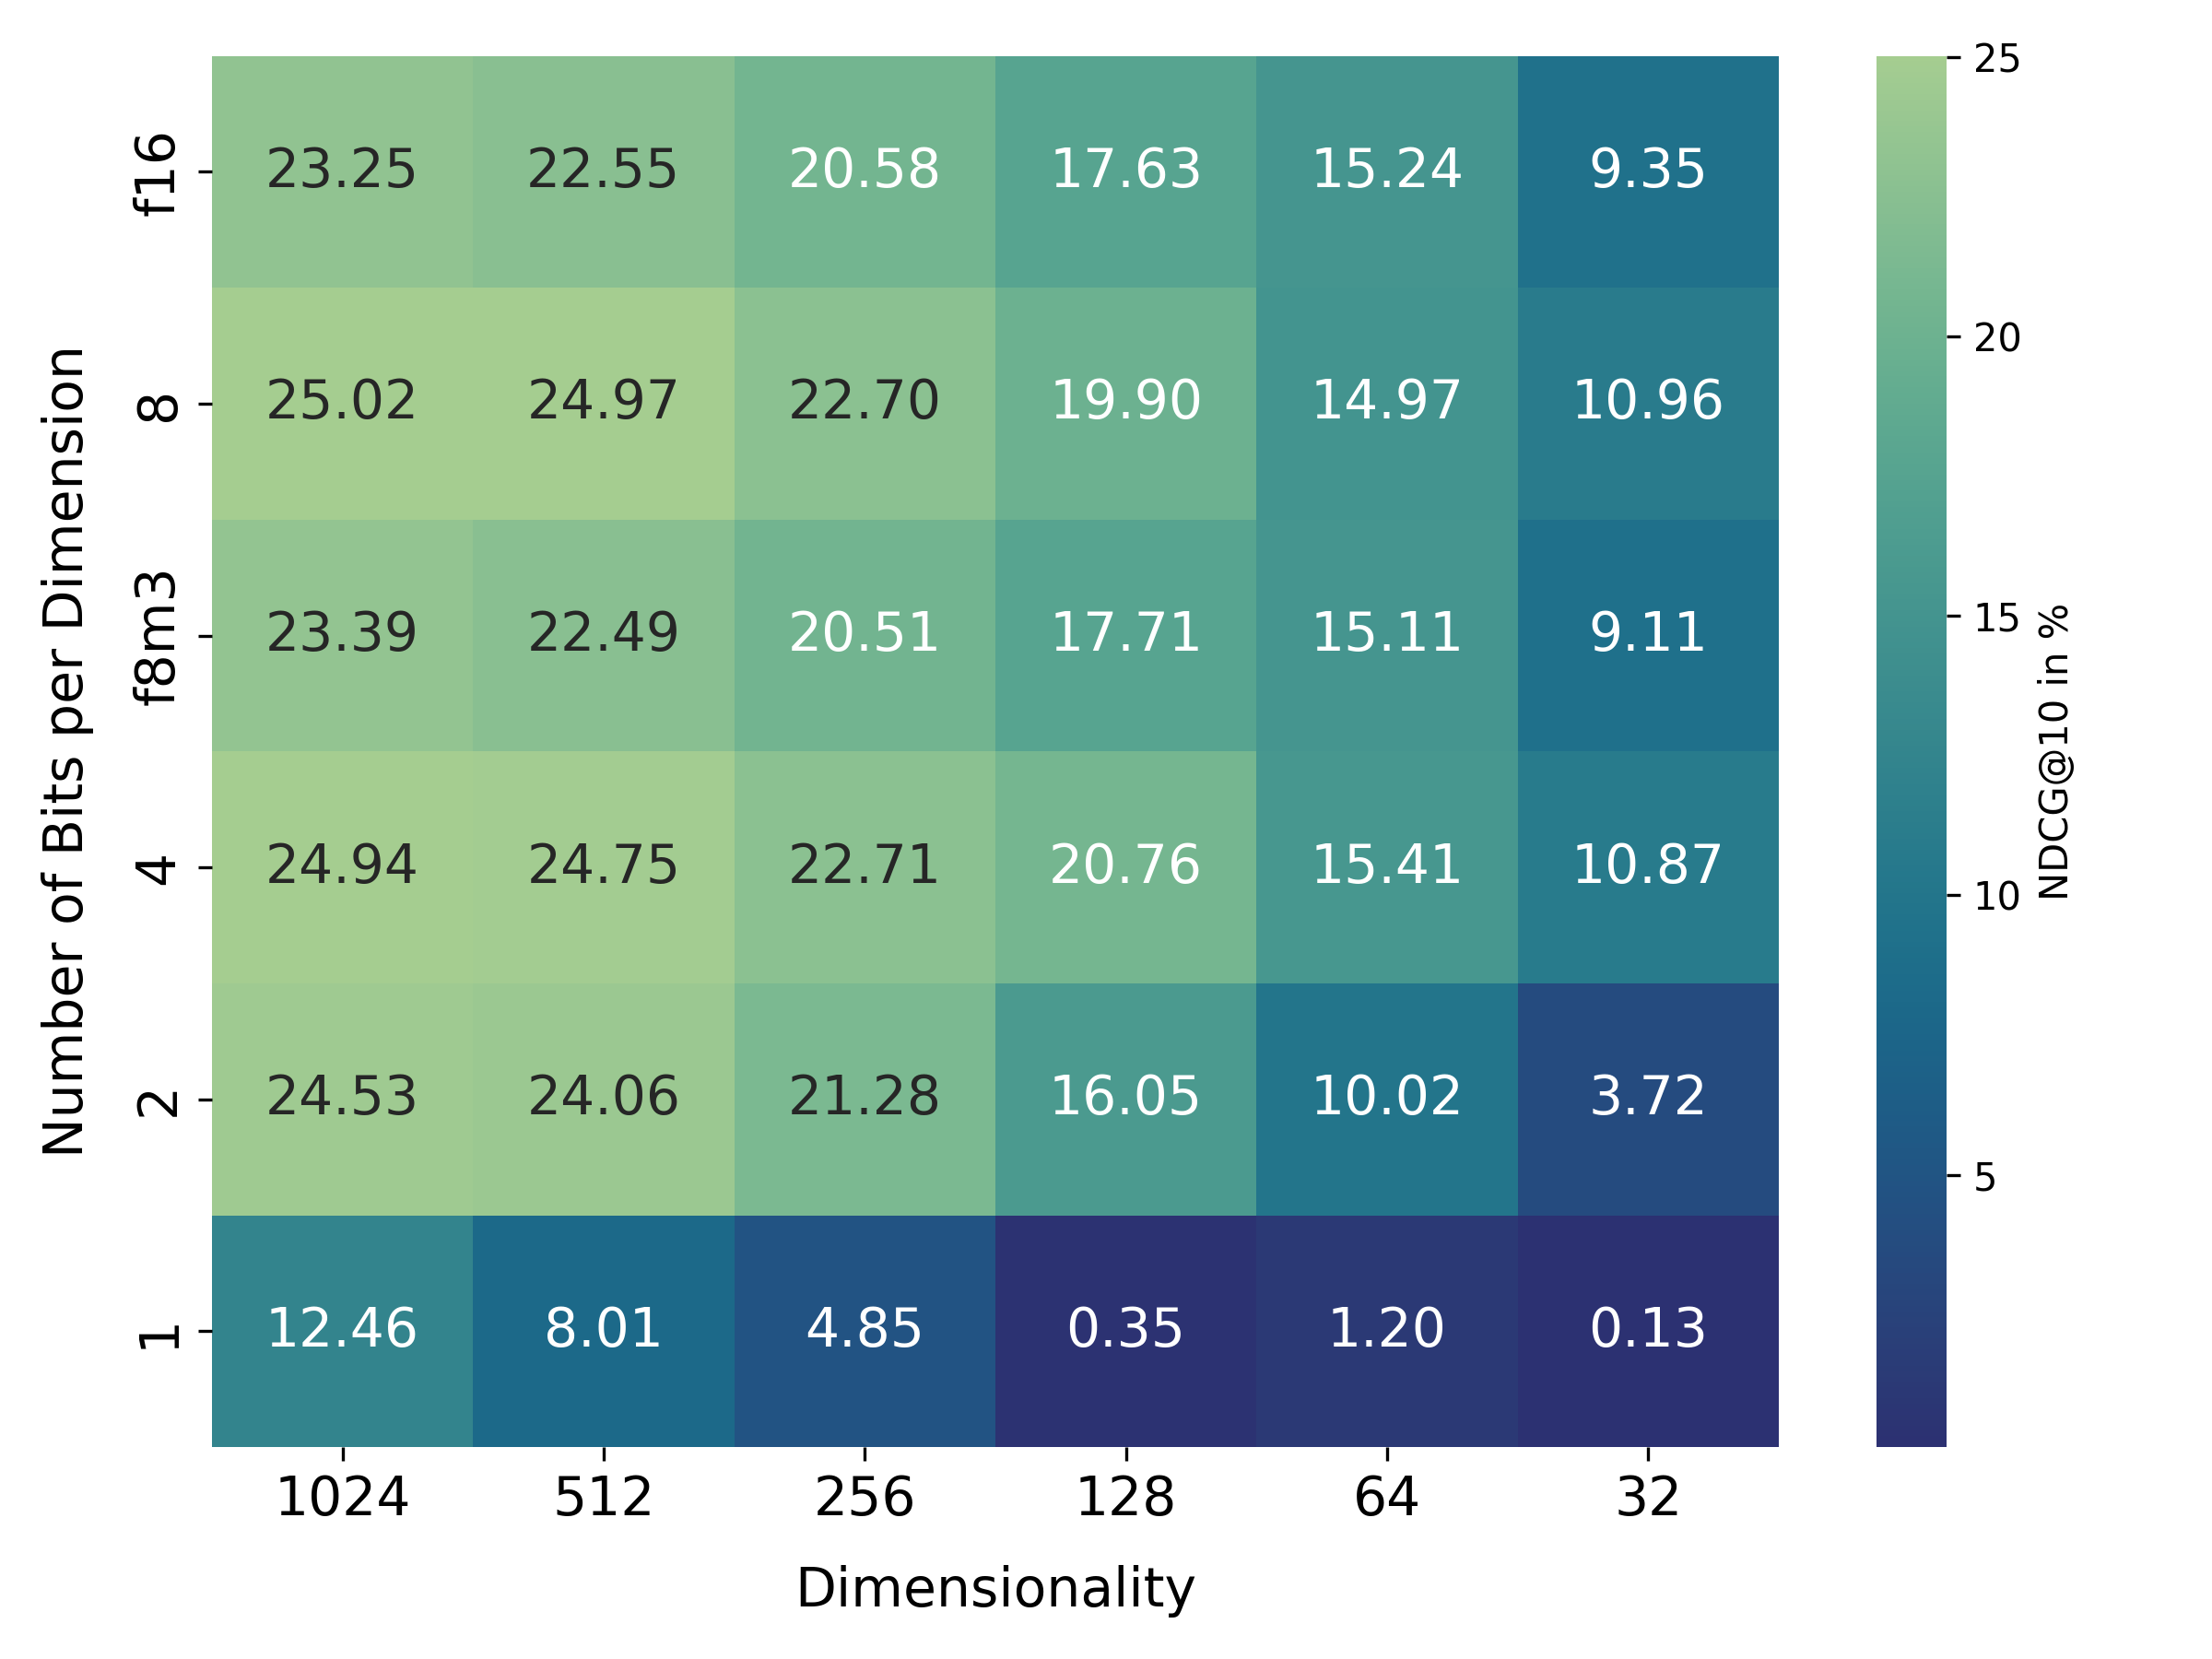 Number of Bits per Dimension
f16 23.25 22.55 20.58 17.63 15.24 9.35
8 25.02 24.97 22.70 19.90 14.97 10.96
f8m3 23.39 22.49 20.51 17.71 15.11 9.11
4 24.94 24.75 22.71 20.76 15.41 10.87
2 24.53 24.06 21.28 16.05 10.02 3.72
1 12.46 8.01 4.85 0.35 1.20 0.13
1024 512 256 128 64 32
Dimensionality
25
20
15
10
5
NDCG@10 in %